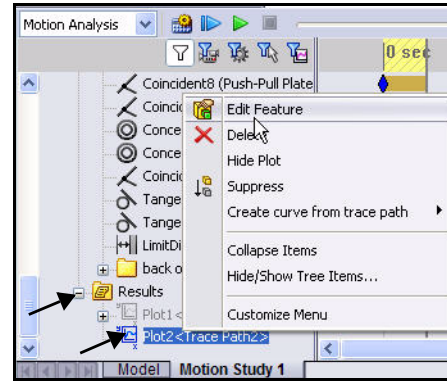 Motion Analysis
0 sec
Coincident8 (Push-Pull Plate
Coincid
Edit Feature
Conce
Delete
Conce
Hide Plot
Coincid
Suppress
Tange
Create curve from trace path
Tange
LimitDi
Collapse Items
back o
Hide/Show Tree Items...
Results
Plot1<
Customize Menu
Plot2<Trace Path2>
Model Motion Study 1